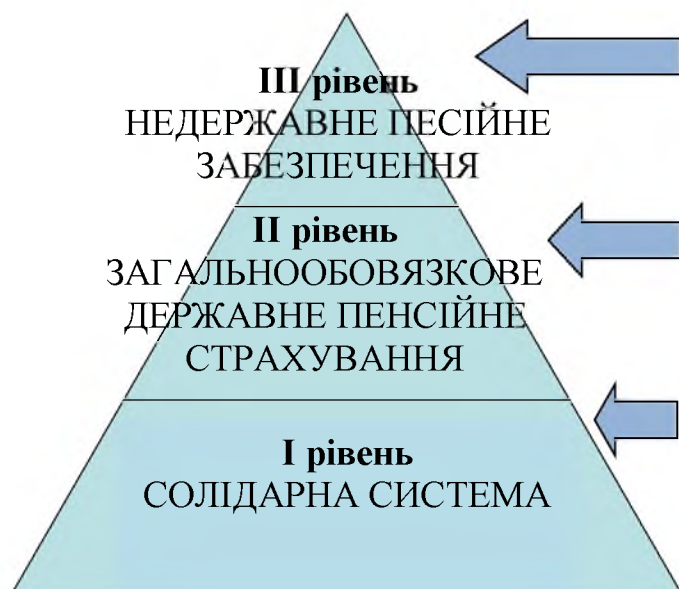 III рівень
НЕДЕРЖАВНЕ ПЕСІЙНЕ
ЗАБЕЗПЕЧЕННЯ
II рівень
ЗАГАЛЬНООБОВЯЗКОВЕ
ДЕРЖАВНЕ ПЕНСІЙНЕ
СТРАХУВАННЯ
I рівень
СОЛІДАРНА СИСТЕМА